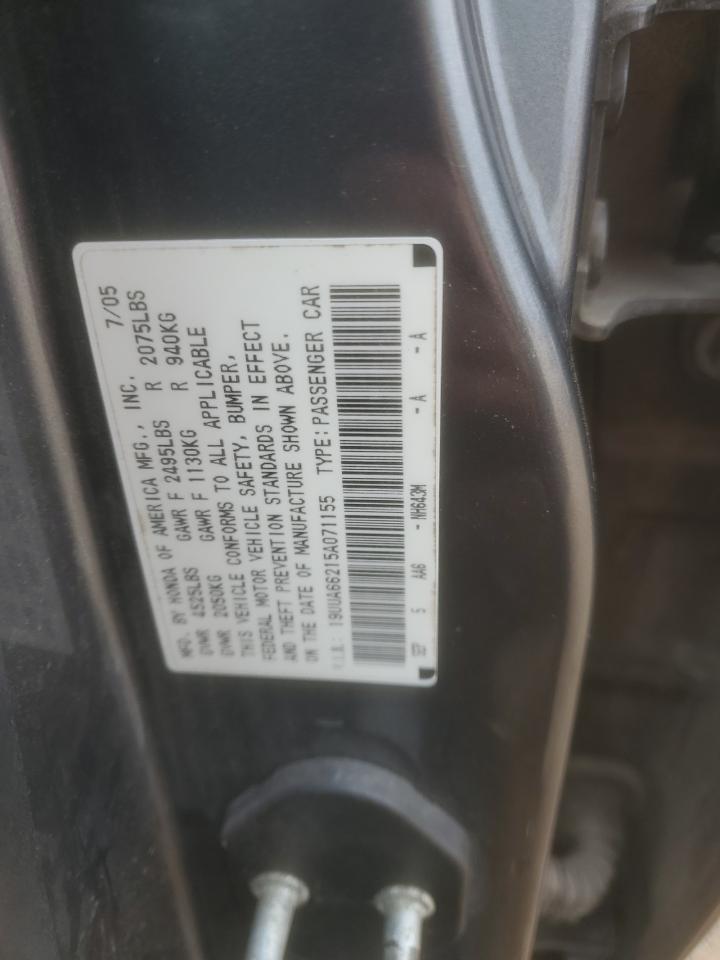 MFD. BY HONDA OF AMERICA MFG., INC. 7/05
GVWR 4525LBS GAWR F 2495LBS R 2075LBS
GVWR 2050KG GAWR F 1130KG R 940KG
THIS VEHICLE CONFORMS TO ALL APPLICABLE
FEDERAL MOTOR VEHICLE SAFETY, BUMPER,
AND THEFT PREVENTION STANDARDS IN EFFECT
ON THE DATE OF MANUFACTURE SHOWN ABOVE.
V.I.N.: 19UUA66215A071155 TYPE: PASSENGER CAR
5 AA6 -NH643M -A -A